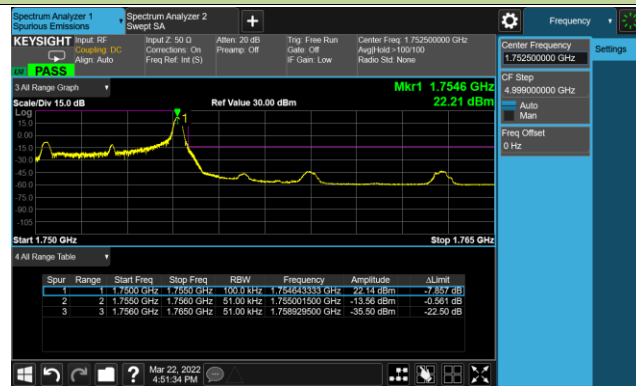 Spectrum Analyzer 1
Spurious Emissions
Spectrum Analyzer 2
Swept SA
Frequency
KEYSIGHT
Input: RF
Coupling: DC
Align: Auto
Input Z: 50 Ω
Corrections: On
Freq Ref: Int (S)
Atten: 20 dB
Preamp: Off
Trig: Free Run
Gate: Off
IF Gain: Low
Center Freq: 1.752500000 GHz
Avg|Hold:>100/100
Radio Std: None
PASS
Center Frequency
1.752500000 GHz
Settings
CF Step
4.999000000 GHz
Auto
Man
Freq Offset
0 Hz
3 All Range Graph
Mkr1 1.7546 GHz
Scale/Div 15.0 dB
Ref Value 30.00 dBm
22.21 dBm
Log
15.0
0.00
-15.0
-30.0
-45.0
-60.0
-75.0
-90.0
-105
1
Start 1.750 GHz
Stop 1.765 GHz
4 All Range Table
Spur Range Start Freq Stop Freq RBW Frequency Amplitude ΔLimit
1 1 1.7500 GHz 1.7550 GHz 100.0 kHz 1.754643333 GHz 22.14 dBm -7.857 dB
2 2 1.7550 GHz 1.7560 GHz 51.00 kHz 1.755001500 GHz -13.56 dBm -0.561 dB
3 3 1.7560 GHz 1.7650 GHz 51.00 kHz 1.758929500 GHz -35.50 dBm -22.50 dB
Mar 22, 2022
4:51:34 PM